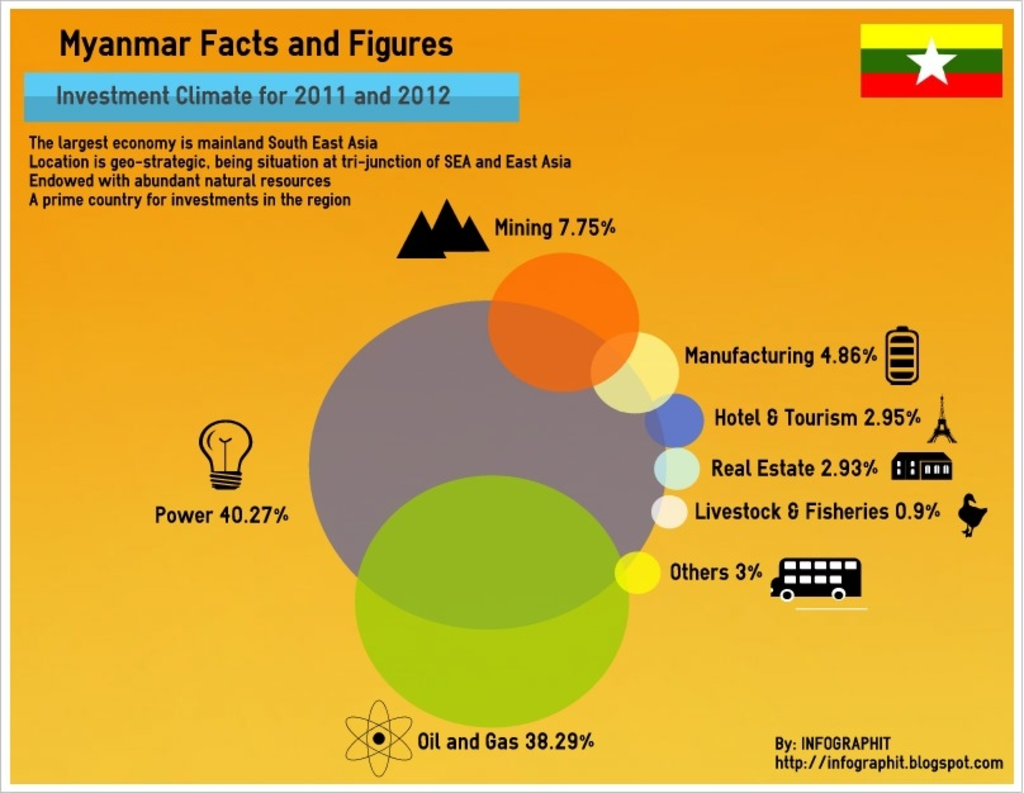 Myanmar Facts and Figures
Investment Climate for 2011 and 2012
The largest economy is mainland South East Asia
Location is geo-strategic, being situation at tri-junction of SEA and East Asia
Endowed with abundant natural resources
A prime country for investments in the region
Mining 7.75%
Manufacturing 4.86%
Hotel & Tourism 2.95%
Real Estate 2.93%
Livestock & Fisheries 0.9%
Power 40.27%
Others 3%
Oil and Gas 38.29%
By: INFOGRAPHIT
http://infographit.blogspot.com